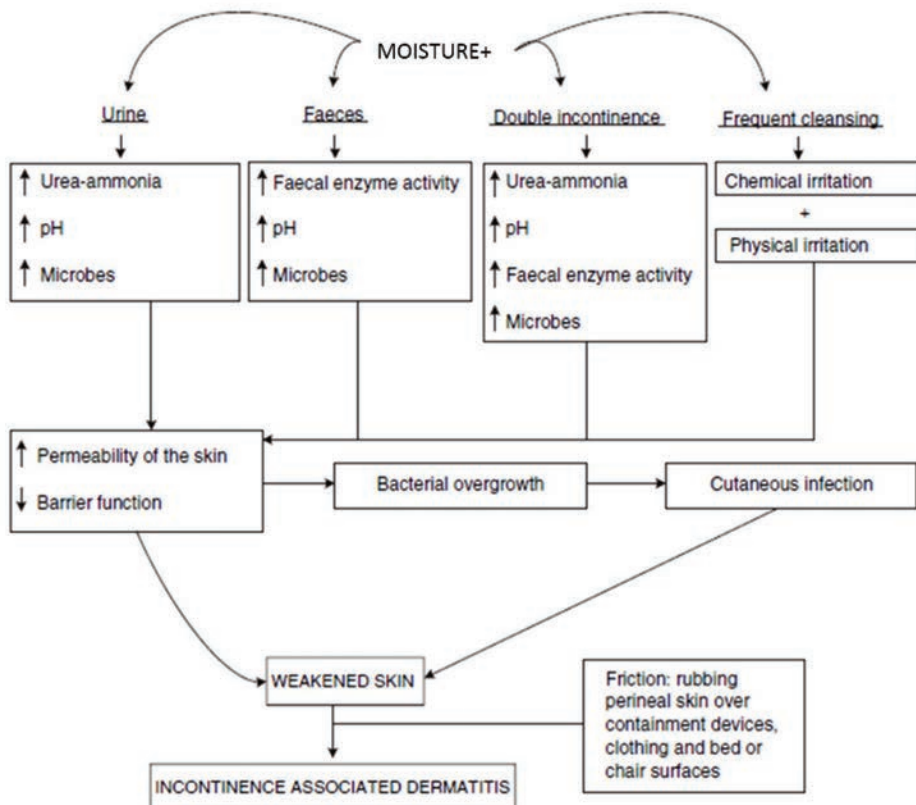 MOISTURE+
Urine
Faeces
Double incontinence
Frequent cleansing
↑ Urea-ammonia
↑ pH
↑ Microbes
↑ Faecal enzyme activity
↑ pH
↑ Microbes
↑ Urea-ammonia
↑ pH
↑ Faecal enzyme activity
↑ Microbes
Chemical irritation
+
Physical irritation
↑ Permeability of the skin
↓ Barrier function
Bacterial overgrowth
Cutaneous infection
WEAKENED SKIN
Friction: rubbing
perineal skin over
containment devices,
clothing and bed or
chair surfaces
INCONTINENCE ASSOCIATED DERMATITIS